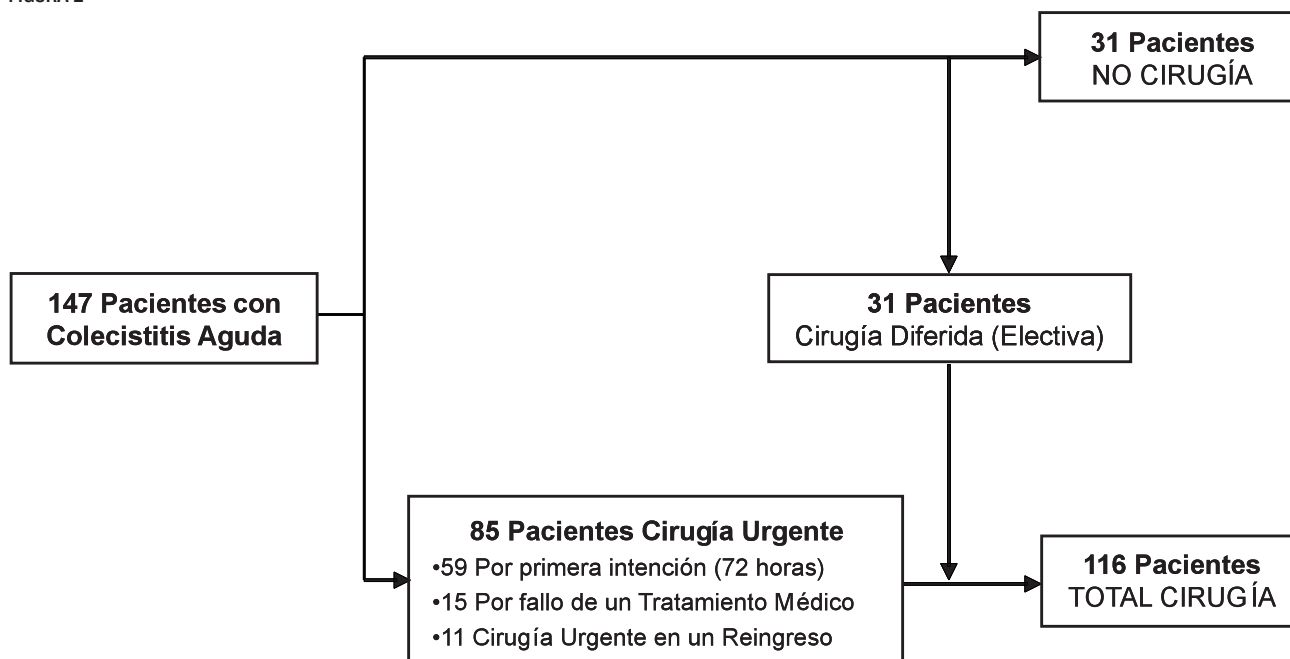 31 Pacientes
NO CIRUGÍA
147 Pacientes con
Colecistitis Aguda
31 Pacientes
Cirugía Diferida (Electiva)
85 Pacientes Cirugía Urgente
•59 Por primera intención (72 horas)
•15 Por fallo de un Tratamiento Médico
•11 Cirugía Urgente en un Reingreso
116 Pacientes
TOTAL CIRUGÍA